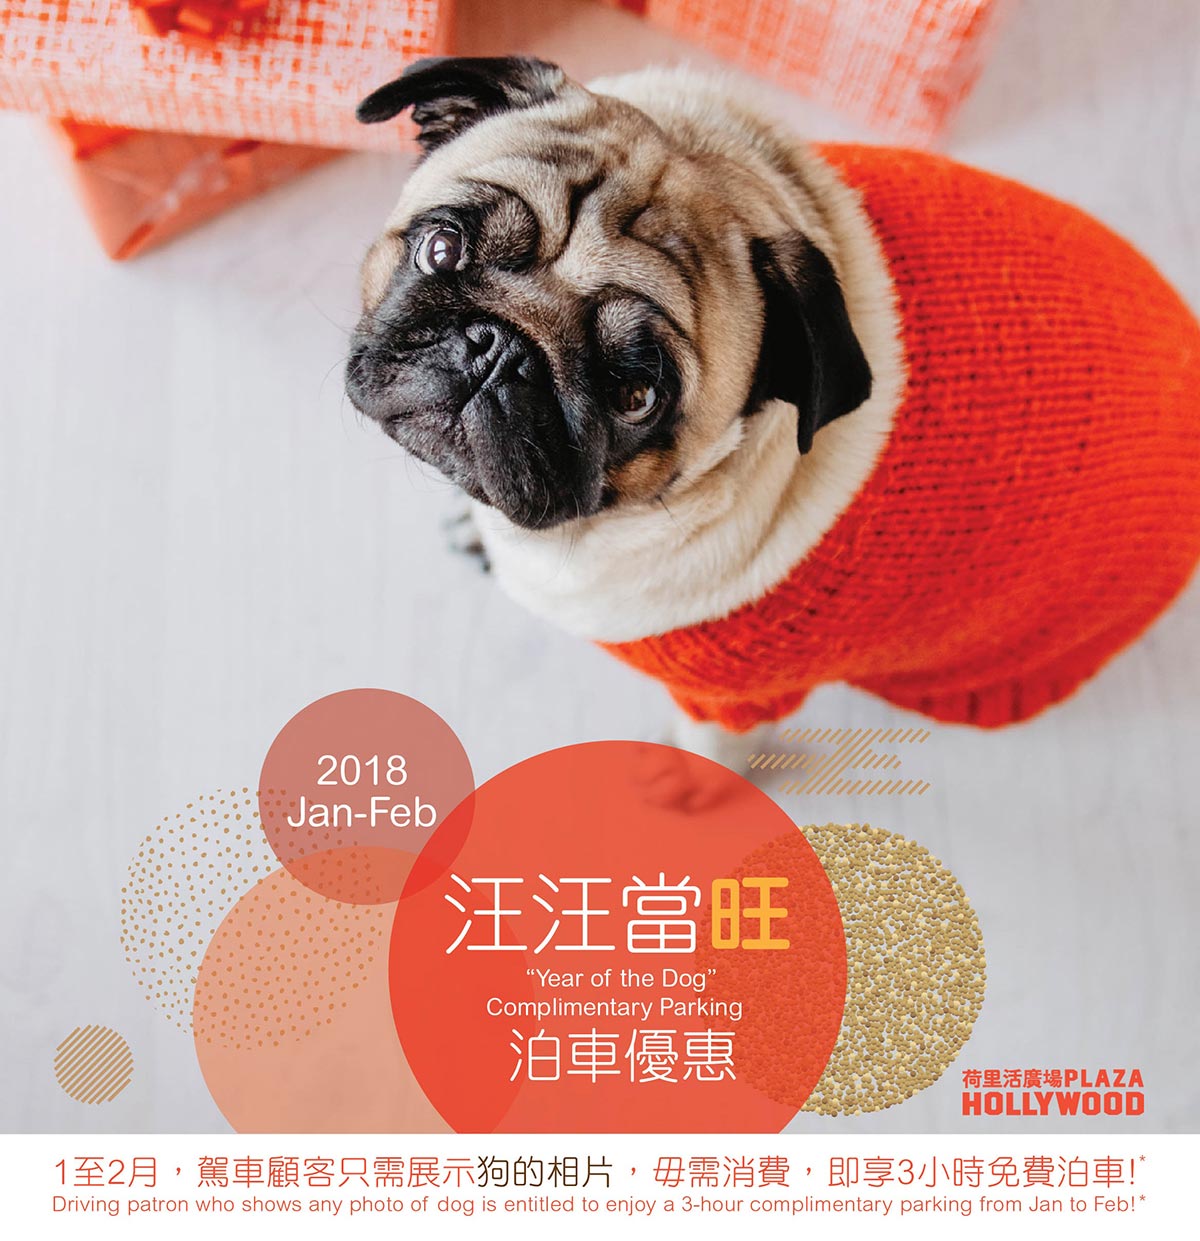 2018
Jan-Feb
汪汪當旺
“Year of the Dog”
Complimentary Parking
泊車優惠
荷里活廣場PLAZA
HOLLYWOOD
1至2月，駕車顧客只需展示狗的相片，毋需消費，即享3小時免費泊車!*
Driving patron who shows any photo of dog is entitled to enjoy a 3-hour complimentary parking from Jan to Feb!*